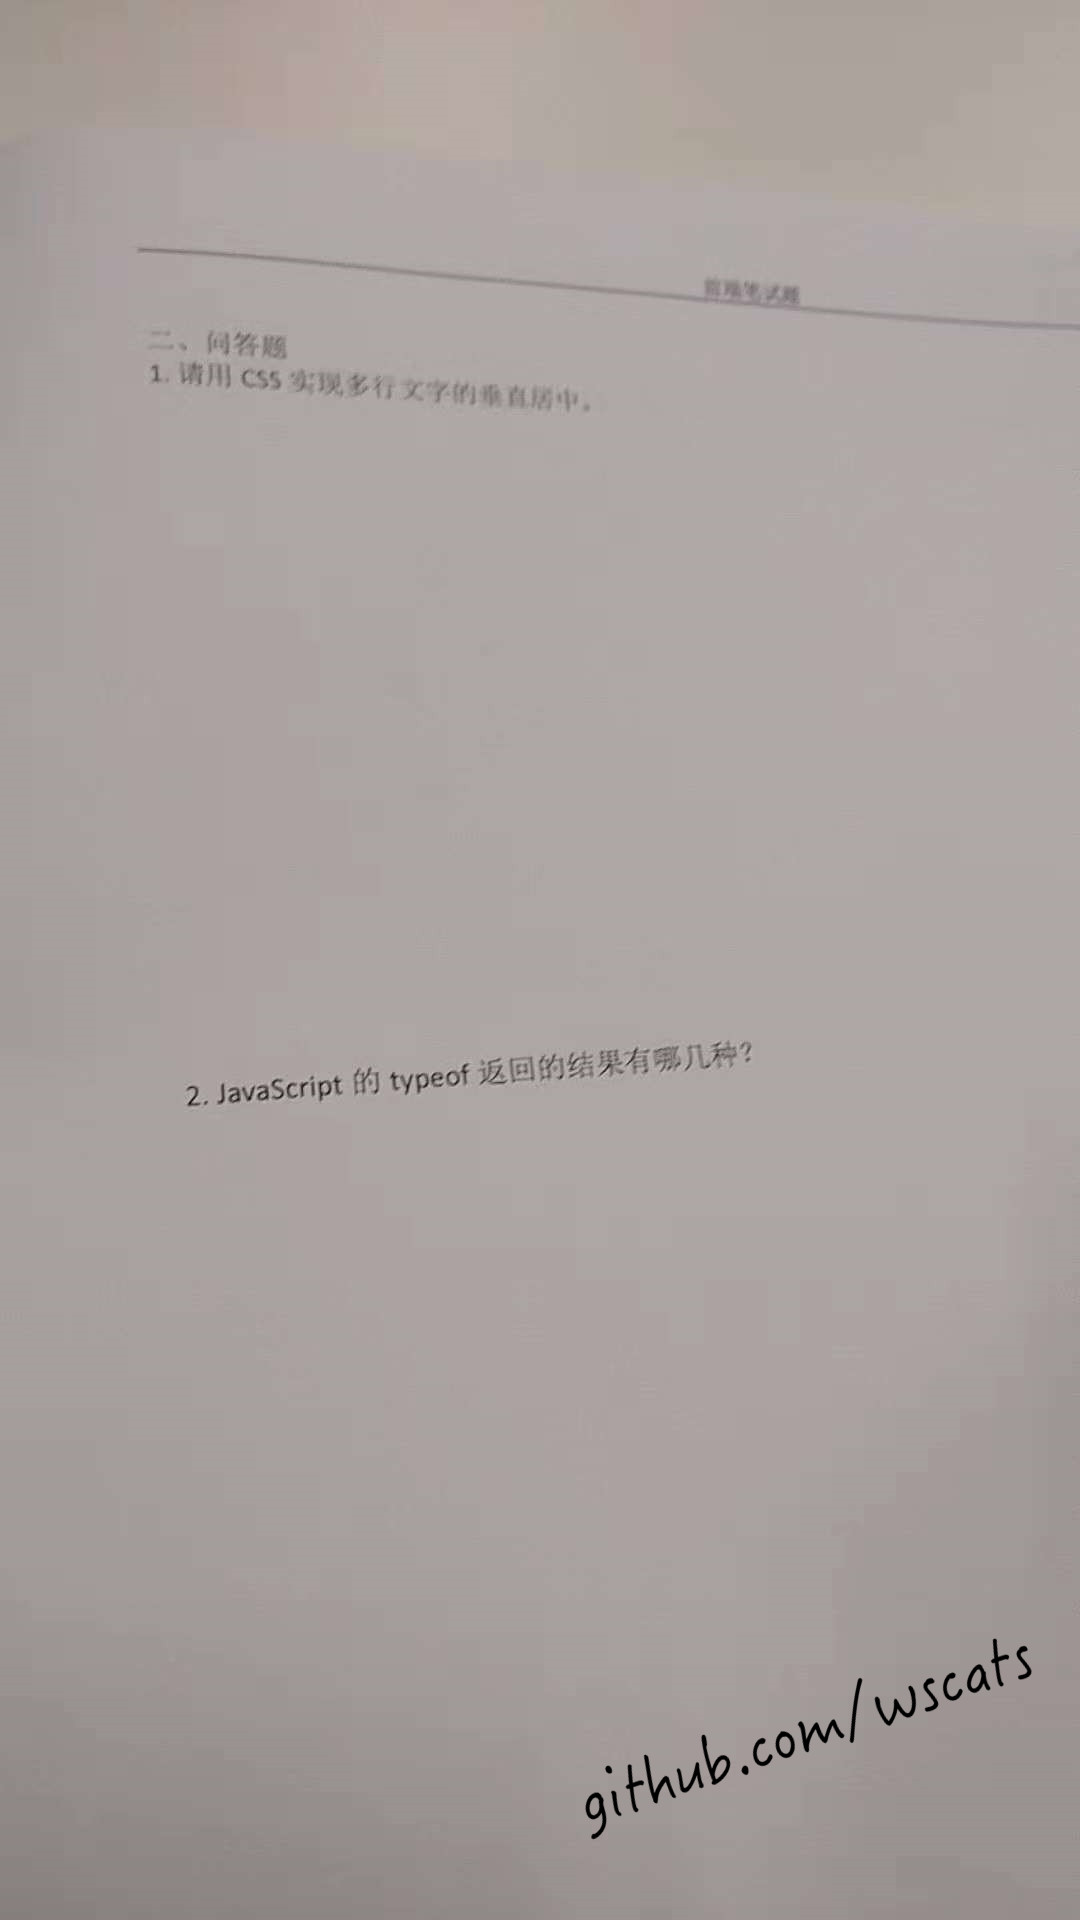 前端笔试题
二、问答题
1. 请用 CSS 实现多行文字的垂直居中。
2. JavaScript 的 typeof 返回的结果有哪几种?
github.com/wscats